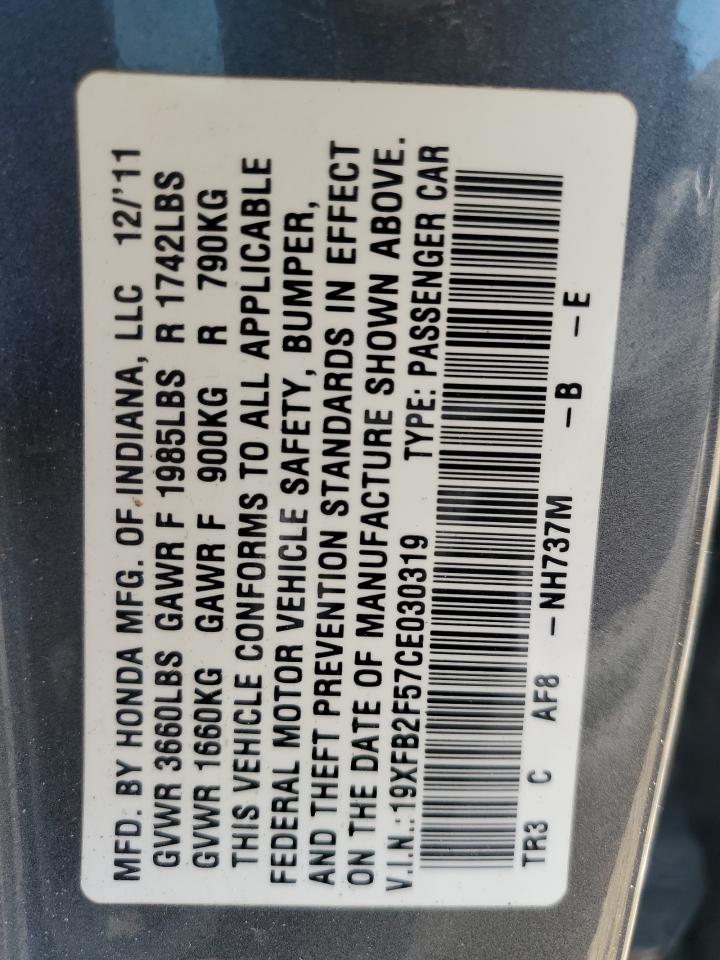 MFD. BY HONDA MFG. OF INDIANA, LLC 12/'11
GVWR 3660LBS GAWR F 1985LBS R 1742LBS
GVWR 1660KG GAWR F 900KG R 790KG
THIS VEHICLE CONFORMS TO ALL APPLICABLE
FEDERAL MOTOR VEHICLE SAFETY, BUMPER,
AND THEFT PREVENTION STANDARDS IN EFFECT
ON THE DATE OF MANUFACTURE SHOWN ABOVE.
V.I.N.:19XFB2F57CE030319 TYPE: PASSENGER CAR
TR3 C AF8 -NH737M -B -E